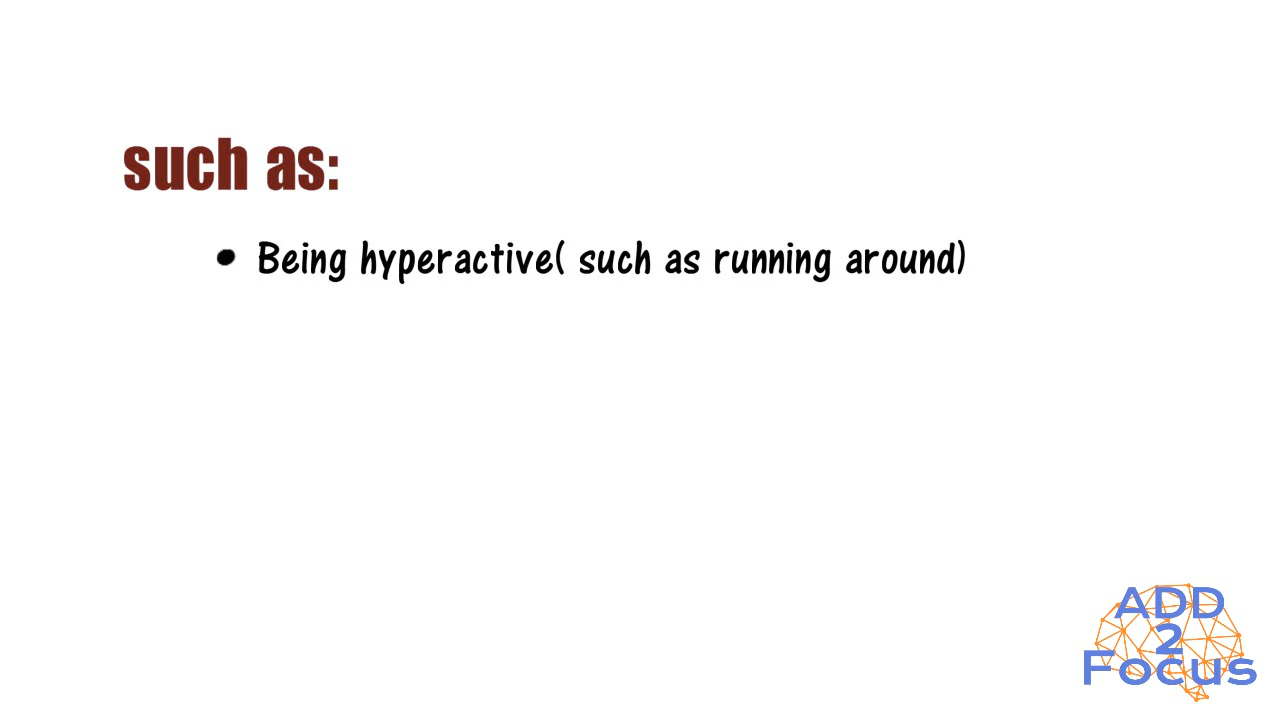 such as:
• Being hyperactive( such as running around)
ADD
2
Focus